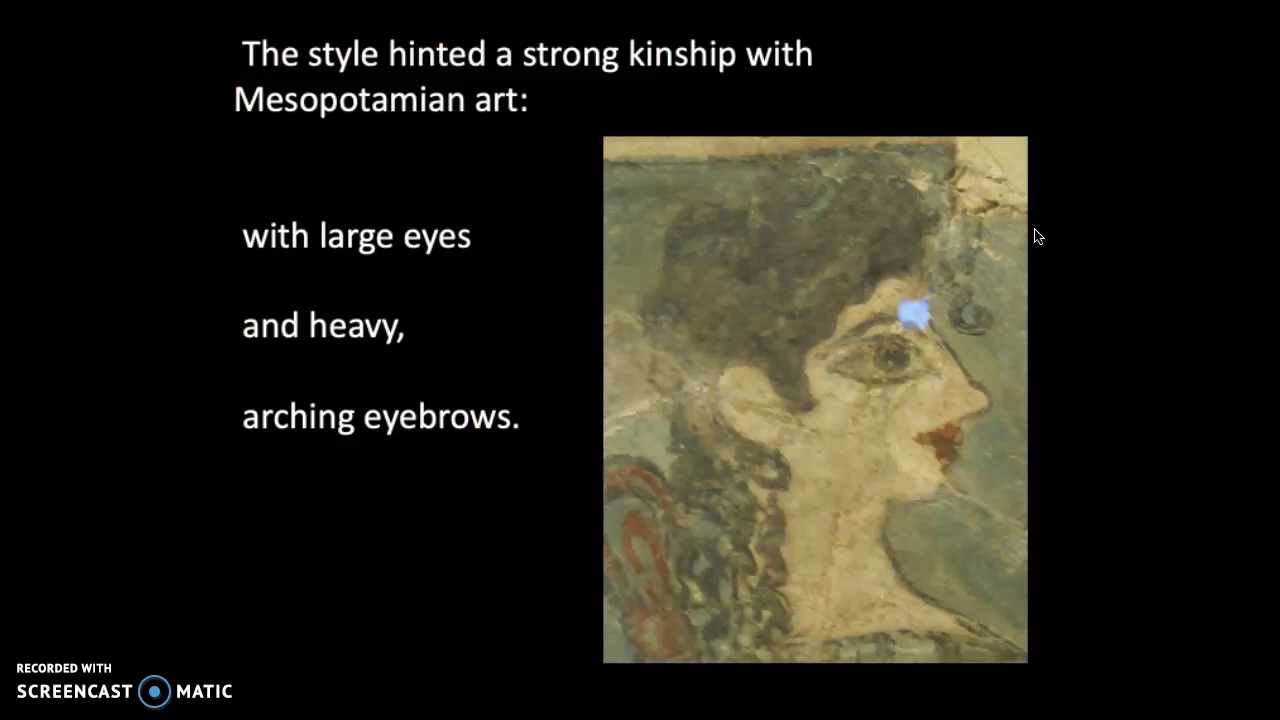 The style hinted a strong kinship with
Mesopotamian art:
with large eyes
and heavy,
arching eyebrows.
RECORDED WITH
SCREENCAST MATIC